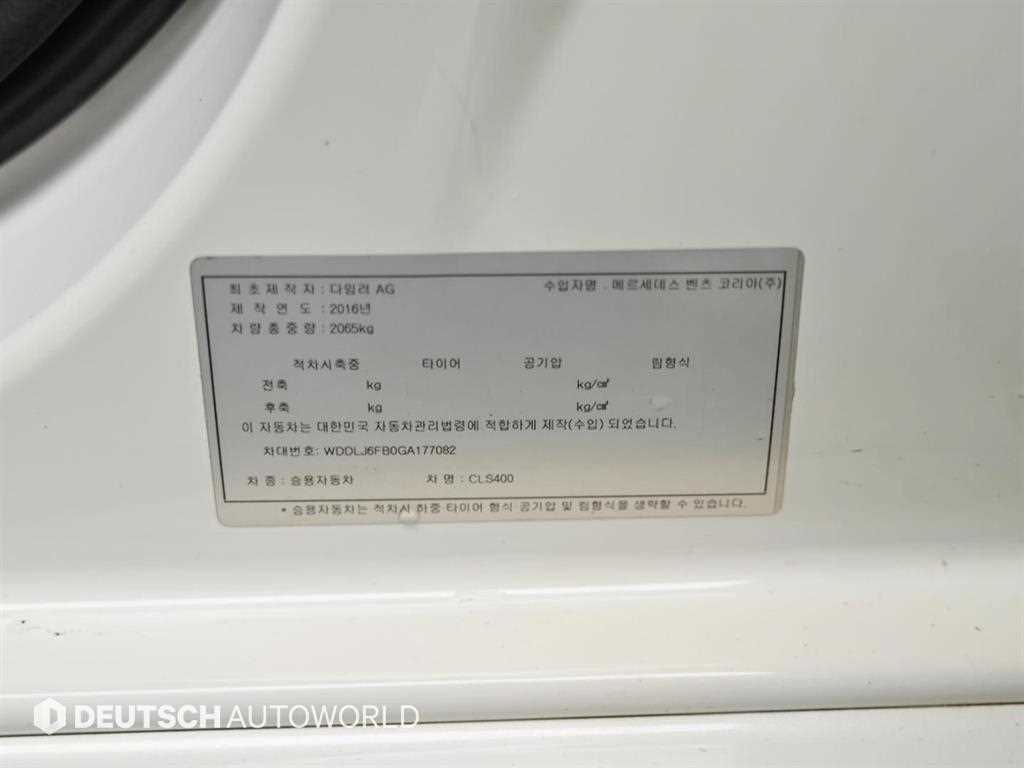 최초제작자 : 다임러 AG 수입자명 . 메르세데스 벤츠 코리아(주)
제 작 연 도 : 2016년
차량총중량 : 2065kg
적차시축중 타이어 공기압 림형식
전축 kg kg/㎠
후축 kg kg/㎠
이 자동차는 대한민국 자동차관리법령에 적합하게 제작(수입) 되었습니다.
차대번호: WDDLJ6FB0GA177082
차 종 : 승용자동차 차 명 : CLS400
* 승용자동차는 적차시 하중 타이어 형식 공기압 및 림형식을 생략할 수 있습니다.
DEUTSCH AUTOWORLD